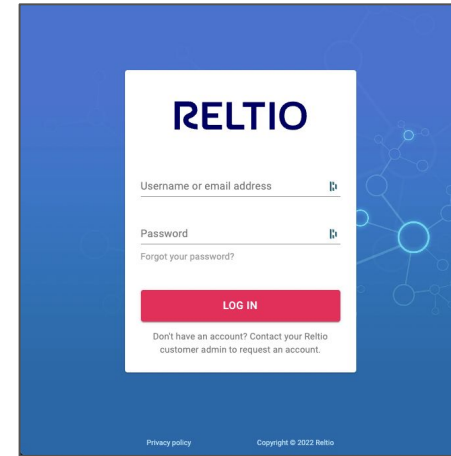 RELTIO
Username or email address
Password
Forgot your password?
LOG IN
Don't have an account? Contact your Reltio
customer admin to request an account.
Privacy policy
Copyright © 2022 Reltio